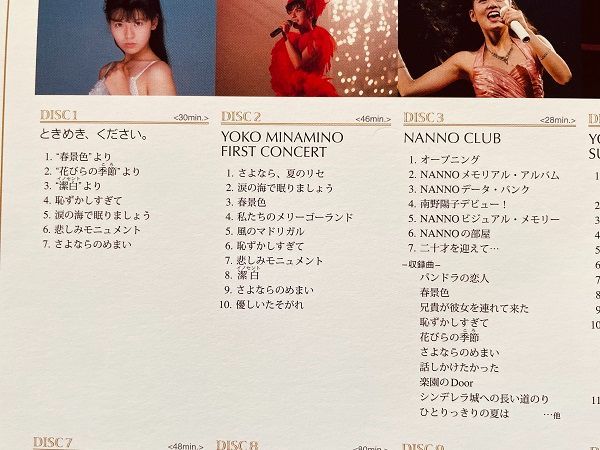 DISC 1 <30min.>
ときめき、ください。
1. "春景色"より
2. "花びらの季節"より
3. "潔白"より
4. 恥ずかしすぎて
5. 涙の海で眠りましょう
6. 悲しみモニュメント
7. さよならのめまい
DISC 2 <46min.>
YOKO MINAMINO
FIRST CONCERT
1. さよなら、夏のリセ
2. 涙の海で眠りましょう
3. 春景色
4. 私たちのメリーゴーランド
5. 風のマドリガル
6. 恥ずかしすぎて
7. 悲しみモニュメント
イノセント
8. 潔白
9. さよならのめまい
10. 優しいたそがれ
DISC 3 <28min.>
NANNO CLUB
1. オープニング
2. NANNOメモリアル・アルバム
3. NANNOデータ・バンク
4. 南野陽子デビュー！
5. NANNOビジュアル・メモリー
6. NANNOの部屋
7. 二十才を迎えて…
−収録曲−
パンドラの恋人
春景色
兄貴が彼女を連れて来た
恥ずかしすぎて
花びらの季節
さよならのめまい
話しかけたかった
楽園のDoor
シンデレラ城への長い道のり
ひとりっきりの夏は …他
DISC 7 <48min.>
DISC 8 <80min.>
DISC 9